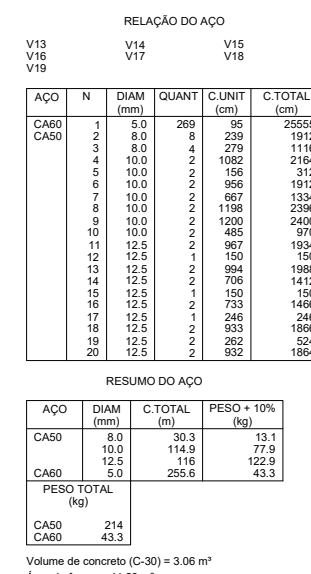 RELAÇÃO DO AÇO
V13 V14 V15
V16 V17 V18
V19
AÇO N DIAM QUANT C.UNIT C.TOTAL
(mm) (cm) (cm)
CA60 1 5.0 269 95 25555
CA50 2 8.0 8 239 1912
3 8.0 4 279 1116
4 10.0 2 1082 2164
5 10.0 2 156 312
6 10.0 2 956 1912
7 10.0 2 667 1334
8 10.0 2 1198 2396
9 10.0 2 1200 2400
10 10.0 2 485 970
11 12.5 2 967 1934
12 12.5 1 150 150
13 12.5 2 994 1988
14 12.5 2 706 1412
15 12.5 1 150 150
16 12.5 2 733 1466
17 12.5 1 246 246
18 12.5 2 933 1866
19 12.5 2 262 524
20 12.5 2 932 1864
RESUMO DO AÇO
AÇO DIAM C.TOTAL PESO + 10%
(mm) (m) (kg)
CA50 8.0 30.3 13.1
10.0 114.9 77.9
12.5 116 122.9
CA60 5.0 255.6 43.3
PESO TOTAL
(kg)
CA50 214
CA60 43.3
Volume de concreto (C-30) = 3.06 m³